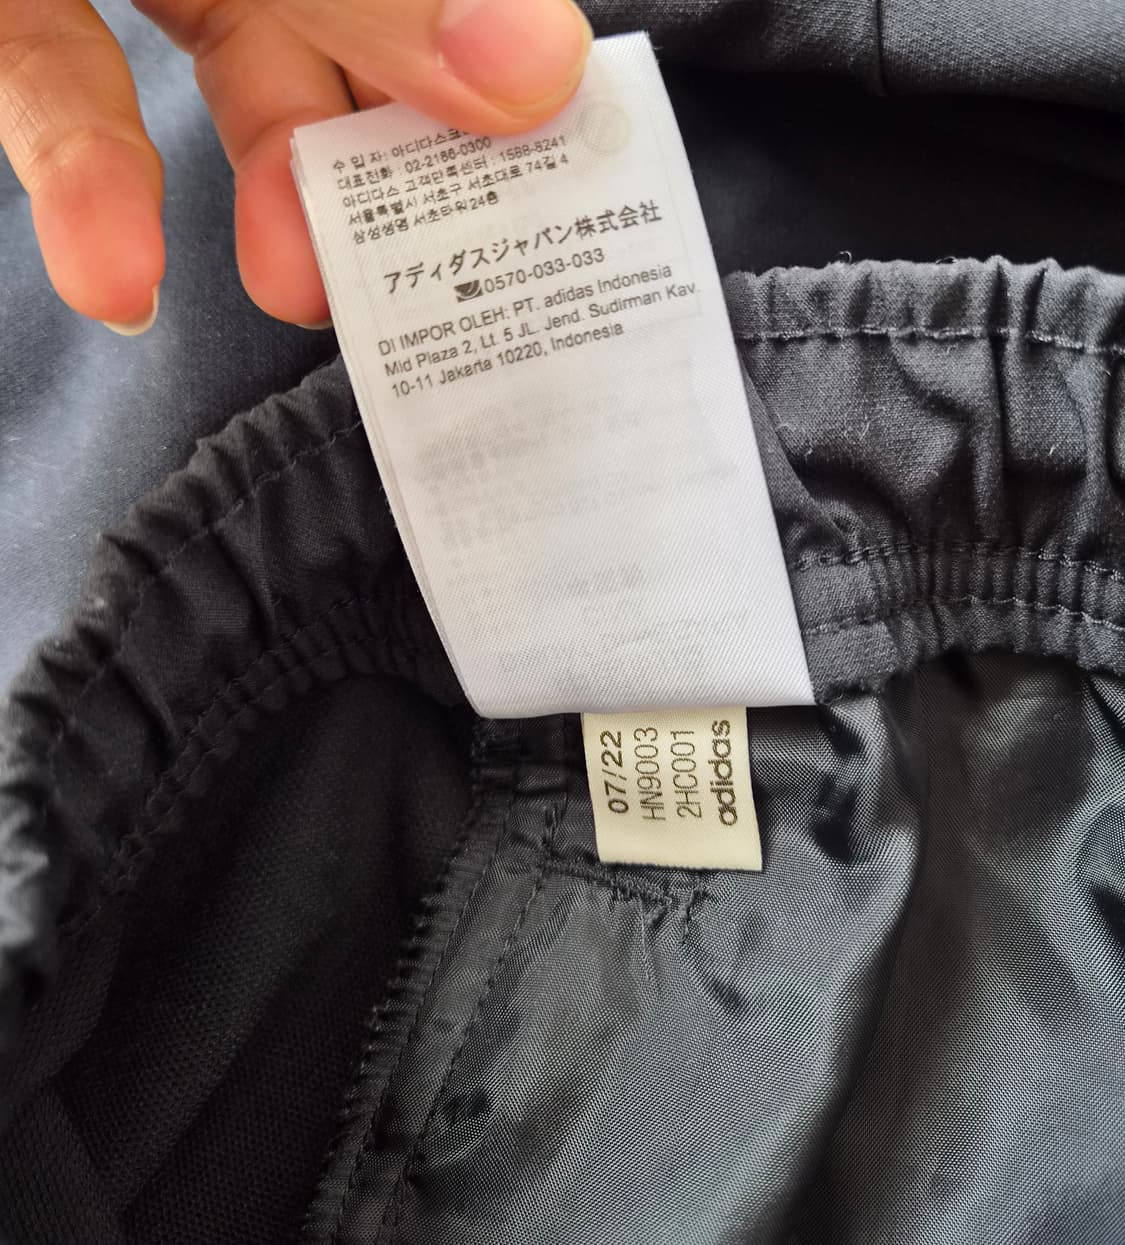 수 입 자: 아디다스코
대표전화 : 02-2186-0300
아디다스 고객만족센터 : 1588-8241
서울특별시 서초구 서초대로 74길 4
삼성생명 서초타워 24층
アディダスジャパン株式会社
0570-033-033
DI IMPOR OLEH: PT. adidas Indonesia
Mid Plaza 2, Lt. 5 JL. Jend. Sudirman Kav.
10-11 Jakarta 10220, Indonesia
07/22
HN9003
2HC001
adidas